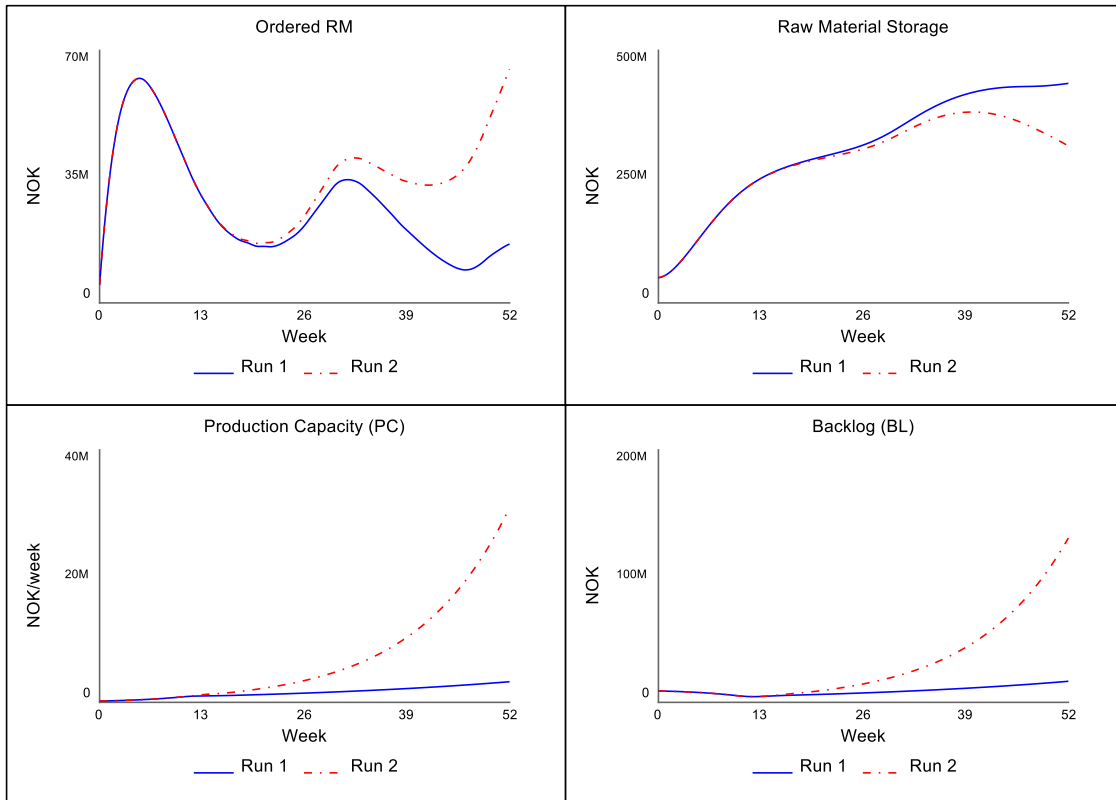 Ordered RM
70M
35M
0
NOK
0 13 26 39 52
Week
Run 1 Run 2
Raw Material Storage
500M
250M
0
NOK
0 13 26 39 52
Week
Run 1 Run 2
Production Capacity (PC)
40M
20M
0
NOK/week
0 13 26 39 52
Week
Run 1 Run 2
Backlog (BL)
200M
100M
0
NOK
0 13 26 39 52
Week
Run 1 Run 2